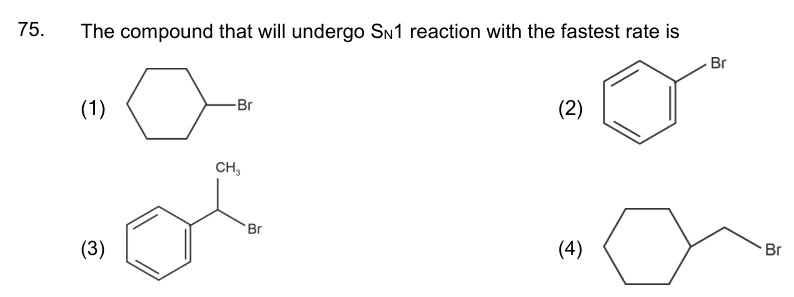 75. The compound that will undergo SN1 reaction with the fastest rate is
(1) Br
(2) Br
(3) CH₃ Br
(4) Br